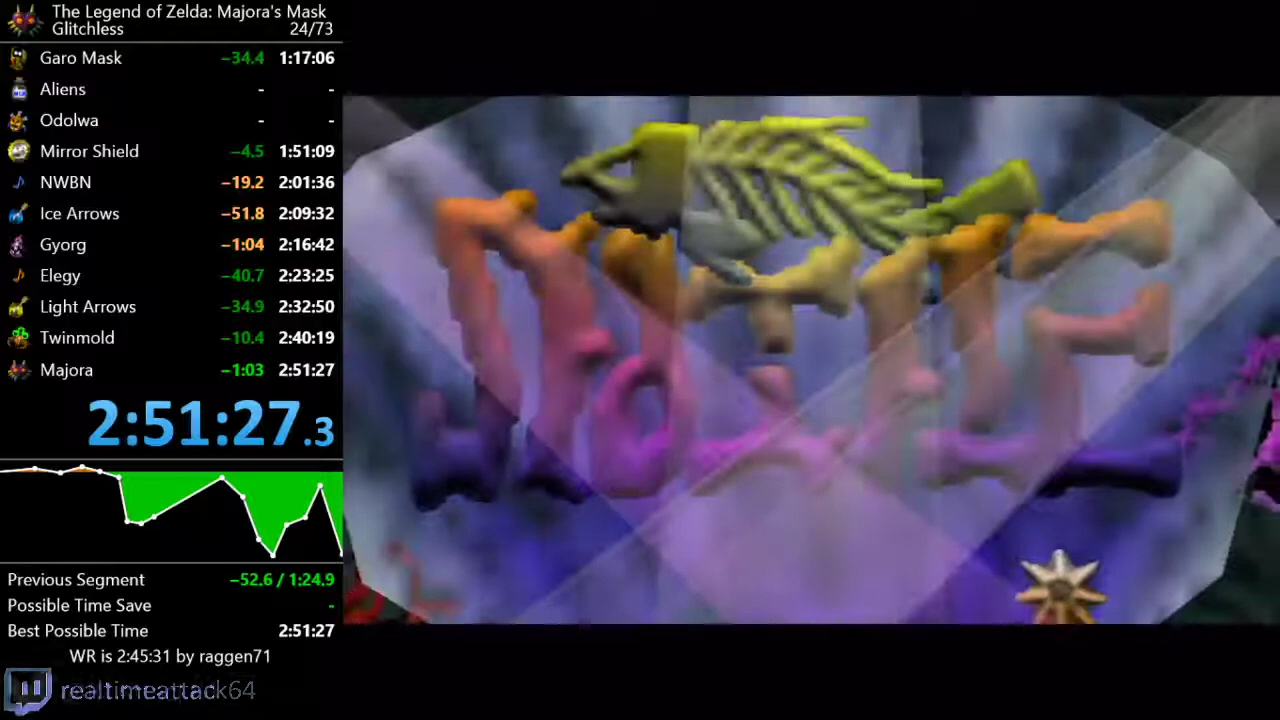 The Legend of Zelda: Majora's Mask
Glitchless 24/73
Garo Mask -34.4 1:17:06
Aliens - -
Odolwa - -
Mirror Shield -4.5 1:51:09
NWBN -19.2 2:01:36
Ice Arrows -51.8 2:09:32
Gyorg -1:04 2:16:42
Elegy -40.7 2:23:25
Light Arrows -34.9 2:32:50
Twinmold -10.4 2:40:19
Majora -1:03 2:51:27
2:51:27.3
Previous Segment -52.6 / 1:24.9
Possible Time Save -
Best Possible Time 2:51:27
WR is 2:45:31 by raggen71
realtimeattack64